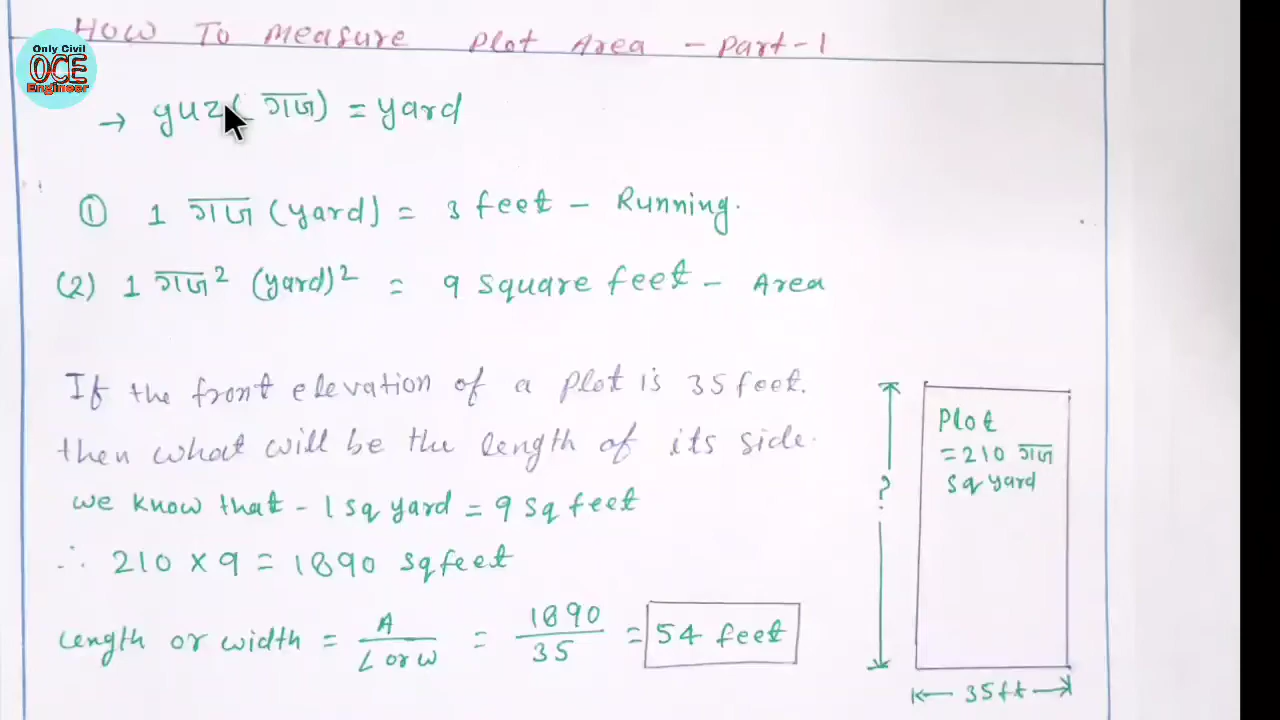 How To Measure Plot Area - Part-1
Only Civil
OCE
Engineer
→ guz( गज) = yard
① 1 गज (yard) = 3 feet - Running.
(2) 1 गज² (yard)² = 9 square feet - Area
If the front elevation of a plot is 35 feet.
then what will be the length of its side.
we know that - 1 sq yard = 9 sq feet
∴ 210 × 9 = 1890 sqfeet
Length or width = A / L or w = 1890 / 35 = 54 feet
Plot
= 210 गज
sq yard
?
35ft